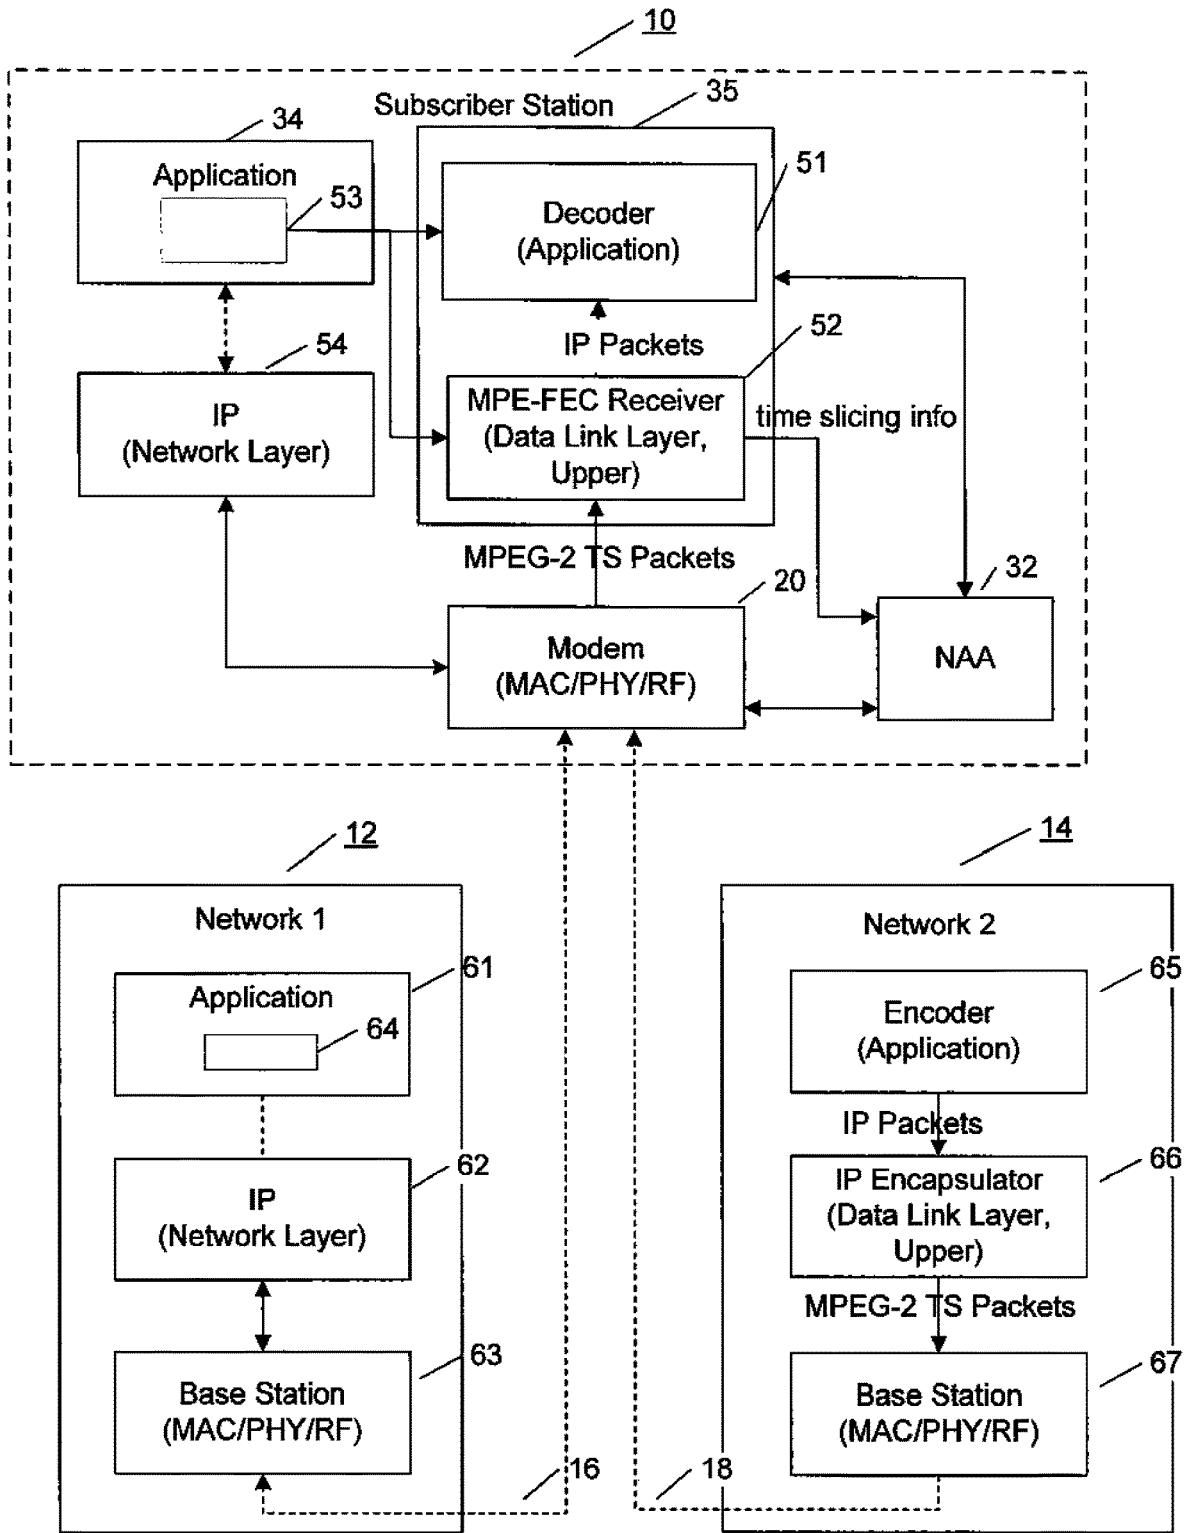 10
Subscriber Station
35
34
Application
53
51
Decoder
(Application)
54
IP Packets
52
IP
(Network Layer)
MPE-FEC Receiver
(Data Link Layer,
Upper)
time slicing info
MPEG-2 TS Packets
20
32
Modem
(MAC/PHY/RF)
NAA
12
14
Network 1
61
Application
64
62
IP
(Network Layer)
63
Base Station
(MAC/PHY/RF)
16
Network 2
65
Encoder
(Application)
IP Packets
66
IP Encapsulator
(Data Link Layer,
Upper)
MPEG-2 TS Packets
67
Base Station
(MAC/PHY/RF)
18